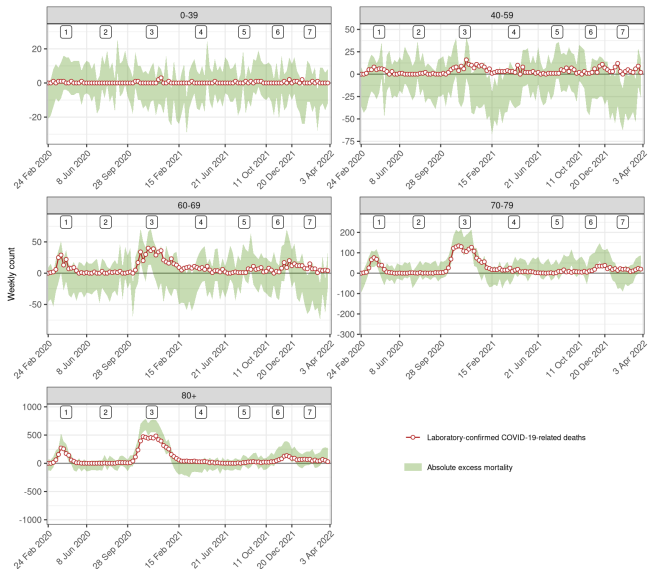 0-39
40-59
1 2 3 4 5 6 7
1 2 3 4 5 6 7
20
0
-20
50
25
0
-25
-50
-75
24 Feb 2020 8 Jun 2020 28 Sep 2020 15 Feb 2021 21 Jun 2021 11 Oct 2021 20 Dec 2021 3 Apr 2022
24 Feb 2020 8 Jun 2020 28 Sep 2020 15 Feb 2021 21 Jun 2021 11 Oct 2021 20 Dec 2021 3 Apr 2022
Weekly count
60-69
70-79
1 2 3 4 5 6 7
1 2 3 4 5 6 7
50
0
-50
200
100
0
-100
-200
-300
24 Feb 2020 8 Jun 2020 28 Sep 2020 15 Feb 2021 21 Jun 2021 11 Oct 2021 20 Dec 2021 3 Apr 2022
24 Feb 2020 8 Jun 2020 28 Sep 2020 15 Feb 2021 21 Jun 2021 11 Oct 2021 20 Dec 2021 3 Apr 2022
80+
1 2 3 4 5 6 7
1000
500
0
-500
-1000
24 Feb 2020 8 Jun 2020 28 Sep 2020 15 Feb 2021 21 Jun 2021 11 Oct 2021 20 Dec 2021 3 Apr 2022
Laboratory-confirmed COVID-19-related deaths
Absolute excess mortality